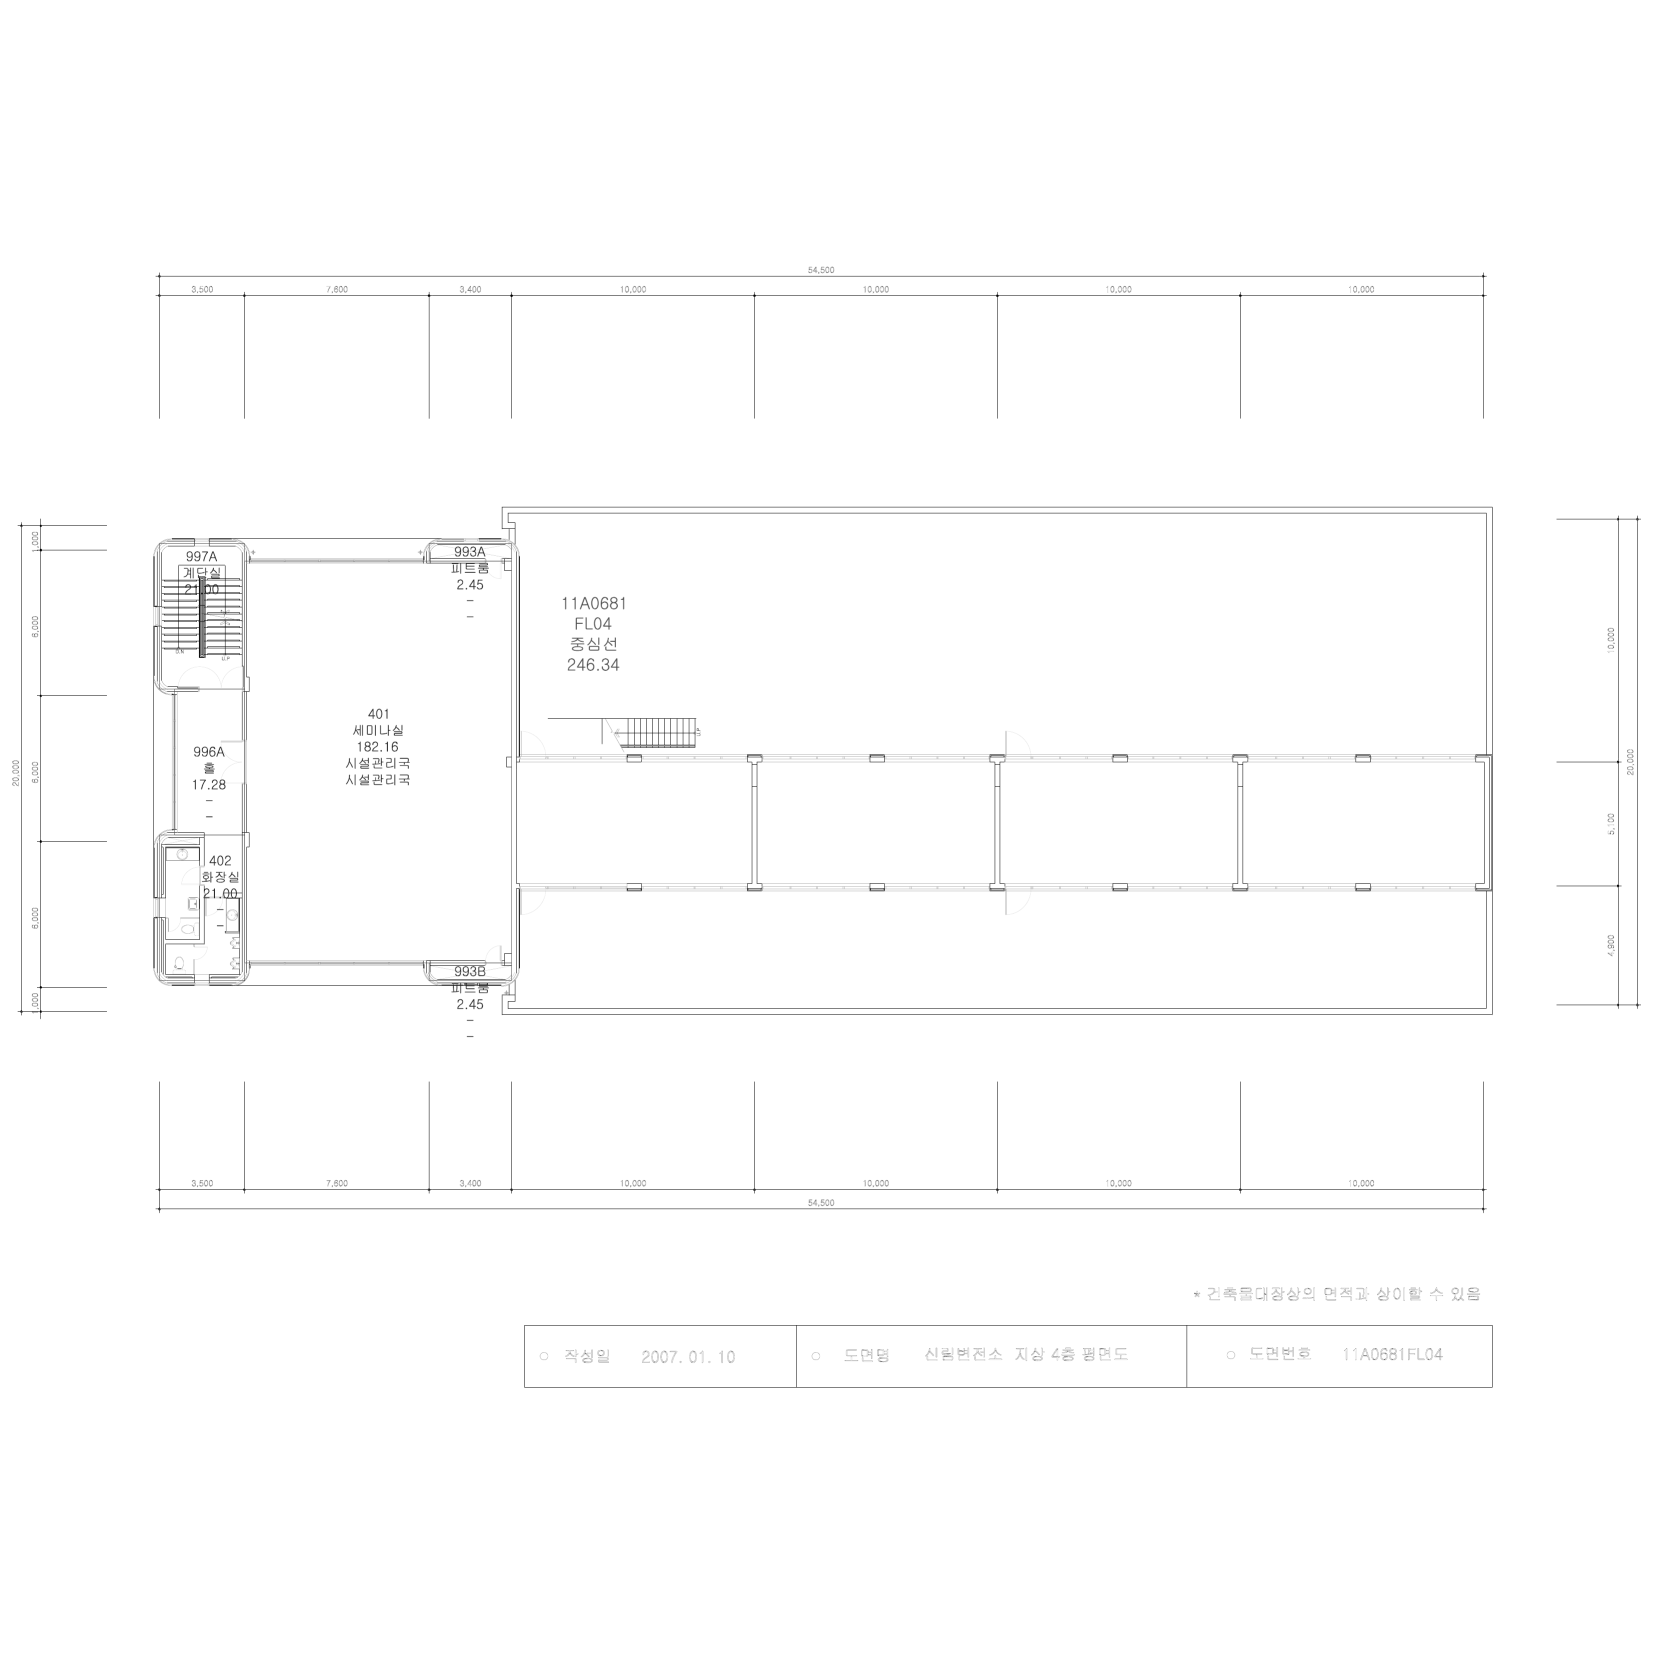 54,500
3,500 7,600 3,400 10,000 10,000 10,000 10,000
1,000
6,000
6,000
6,000
1,000
20,000
997A
계단실
21.00
D.N
U.P
993A
피트룸
2.45
-
-
11A0681
FL04
중심선
246.34
U.P
401
세미나실
182.16
시설관리국
시설관리국
996A
홀
17.28
-
-
402
화장실
21.00
-
-
993B
피트룸
2.45
-
-
10,000
5,100
4,900
20,000
3,500 7,600 3,400 10,000 10,000 10,000 10,000
54,500
* 건축물대장상의 면적과 상이할 수 있음
○ 작성일 2007. 01. 10 ○ 도면명 신림변전소 지상 4층 평면도 ○ 도면번호 11A0681FL04